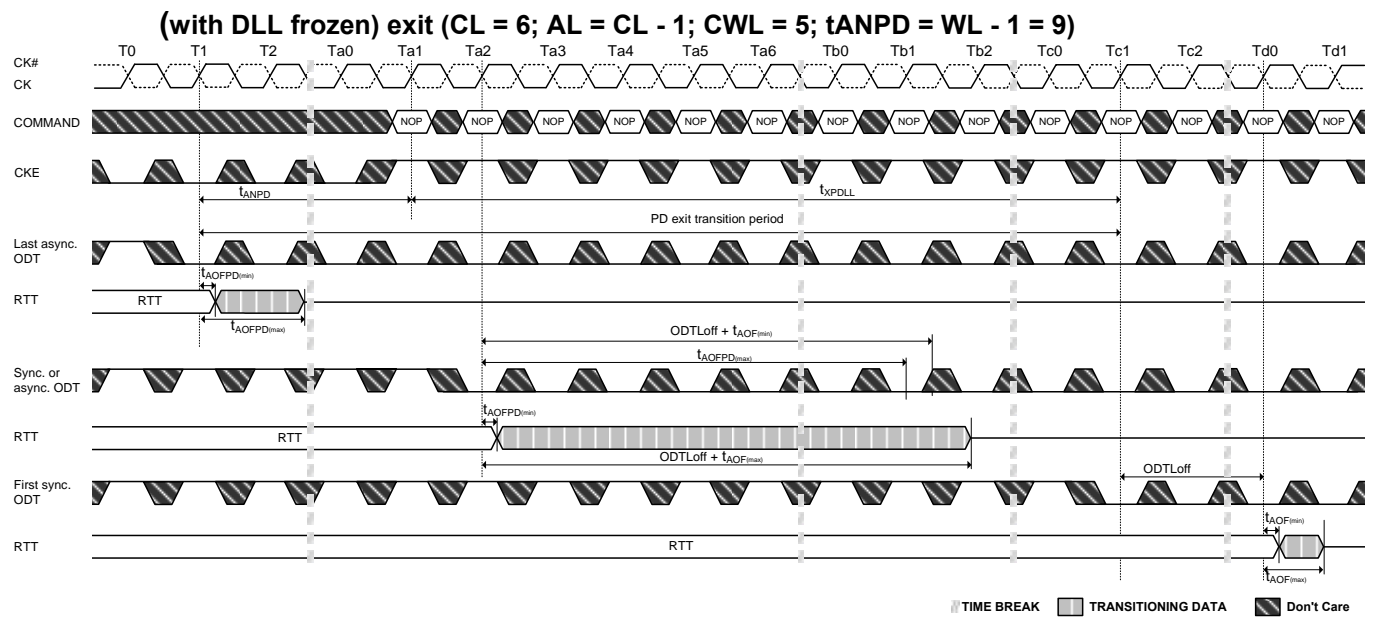 (with DLL frozen) exit (CL = 6; AL = CL - 1; CWL = 5; tANPD = WL - 1 = 9)
T0 T1 T2 Ta0 Ta1 Ta2 Ta3 Ta4 Ta5 Ta6 Tb0 Tb1 Tb2 Tc0 Tc1 Tc2 Td0 Td1
CK#
CK
COMMAND NOP NOP NOP NOP NOP NOP NOP NOP NOP NOP NOP NOP NOP NOP
CKE
tANPD tXPDLL
PD exit transition period
Last async.
ODT
tAOFPD(min)
RTT RTT
tAOFPD(max)
ODTLoff + tAOF(min)
tAOFPD(max)
Sync. or
async. ODT
tAOFPD(min)
RTT RTT
ODTLoff + tAOF(max)
ODTLoff
First sync.
ODT
tAOF(min)
RTT RTT
tAOF(max)
TIME BREAK TRANSITIONING DATA Don't Care